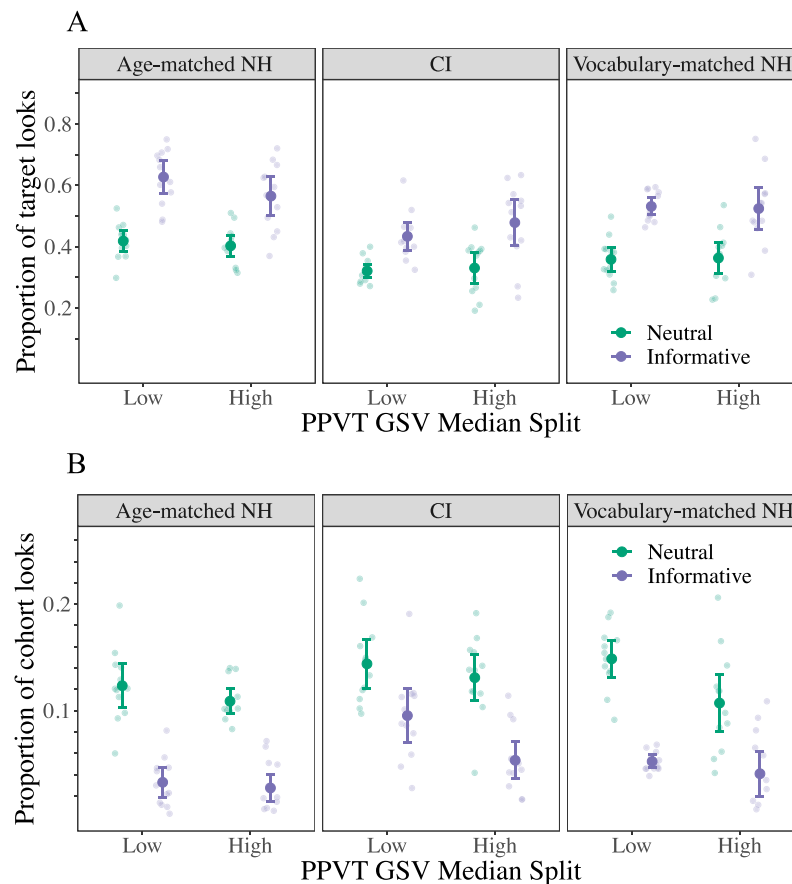 A
Age-matched NH CI Vocabulary-matched NH
Proportion of target looks
0.8
0.6
0.4
0.2
Neutral
Informative
Low High Low High Low High
PPVT GSV Median Split
B
Age-matched NH CI Vocabulary-matched NH
Proportion of cohort looks
Neutral
Informative
0.2
0.1
Low High Low High Low High
PPVT GSV Median Split